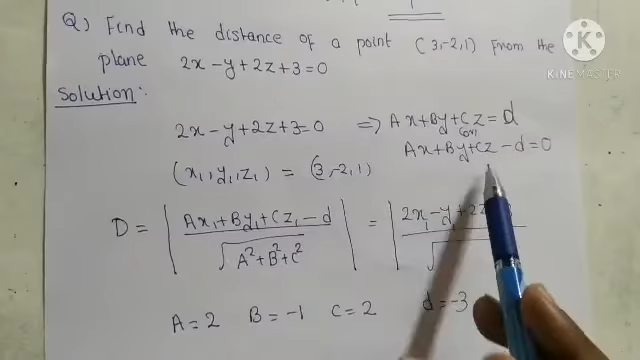 Q) Find the distance of a point (3,-2,1) from the
plane 2x-y+2z+3=0
KINEMASTER
Solution:-
2x-y+2z+3=0 => Ax+By+Cz=d
(or)
Ax+By+Cz-d=0
(x₁,y₁,z₁) = (3,-2,1)
D = | Ax₁+By₁+Cz₁-d / √A²+B²+C² | = | 2x₁-y₁+2z / √ |
A=2 B=-1 C=2 d=-3